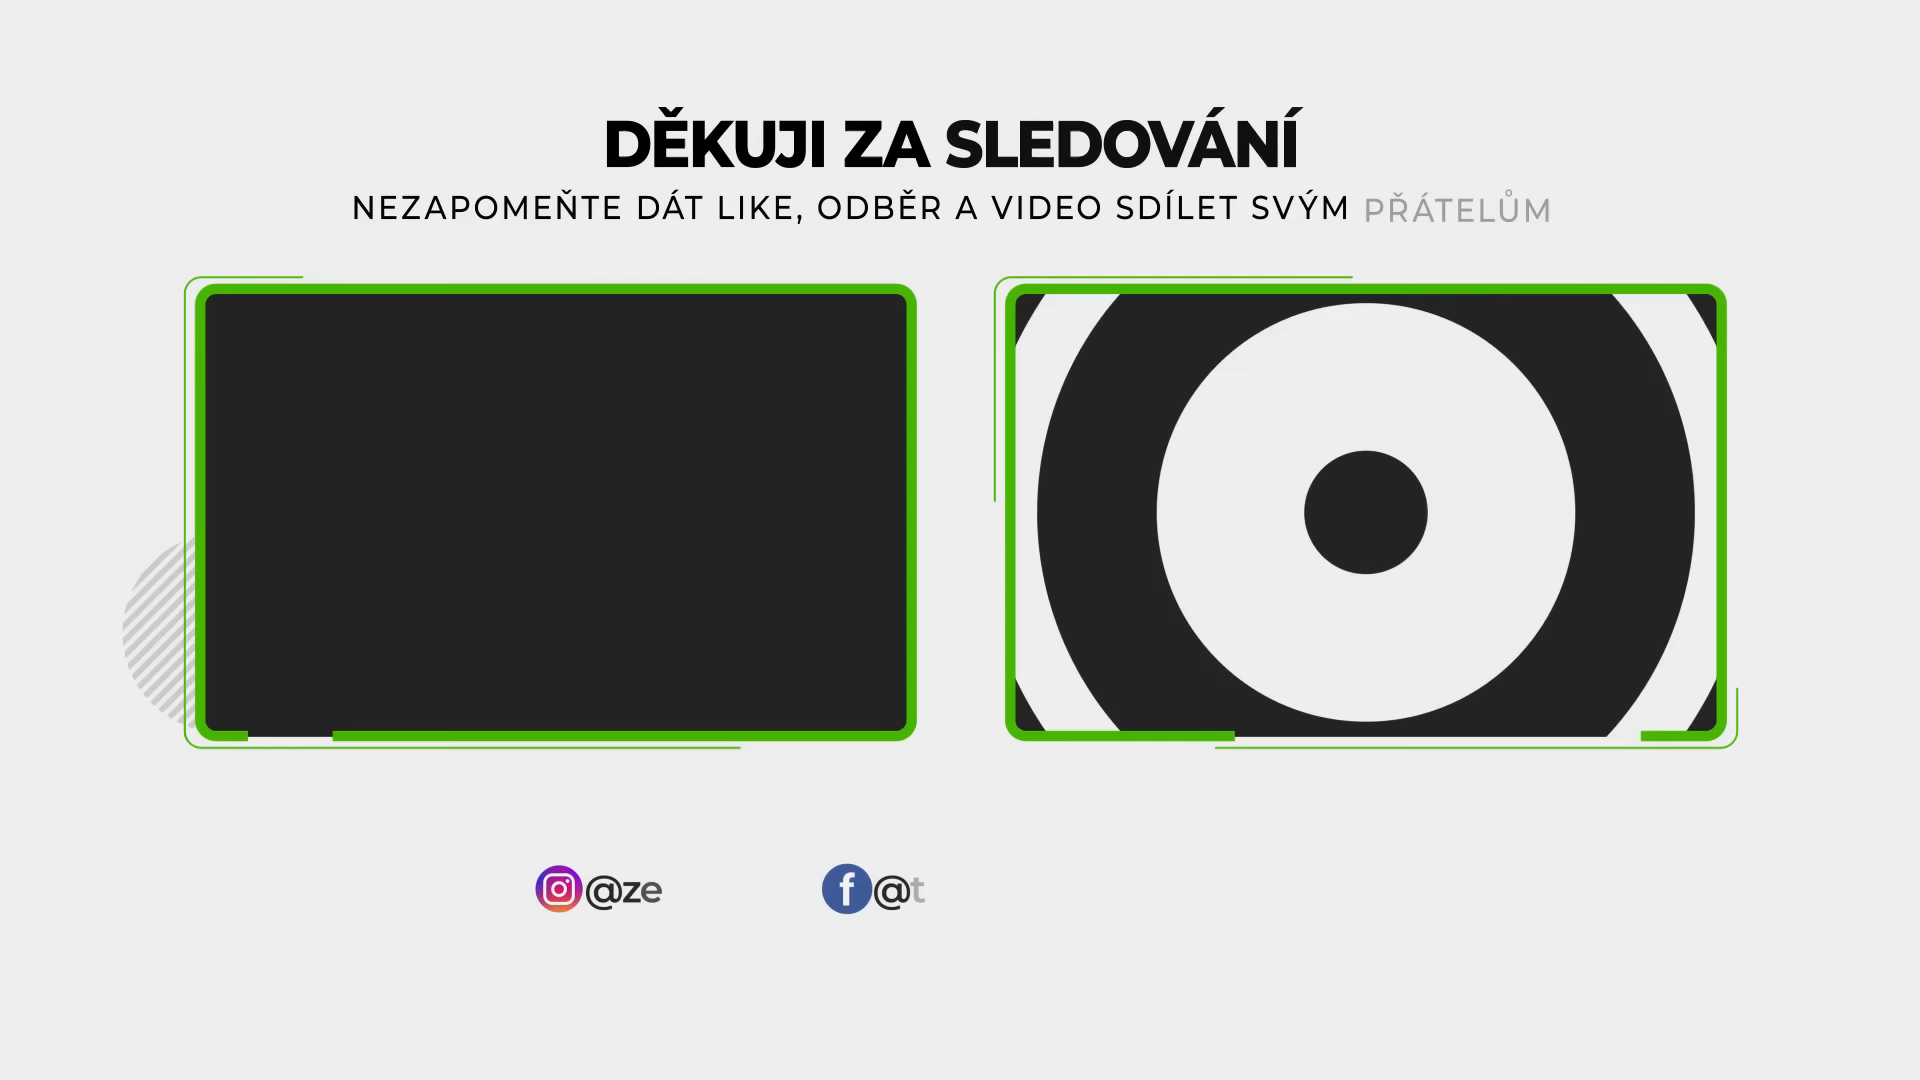 DĚKUJI ZA SLEDOVÁNÍ
NEZAPOMEŇTE DÁT LIKE, ODBĚR A VIDEO SDÍLET SVÝM PŘÁTELŮM
@ze
@t